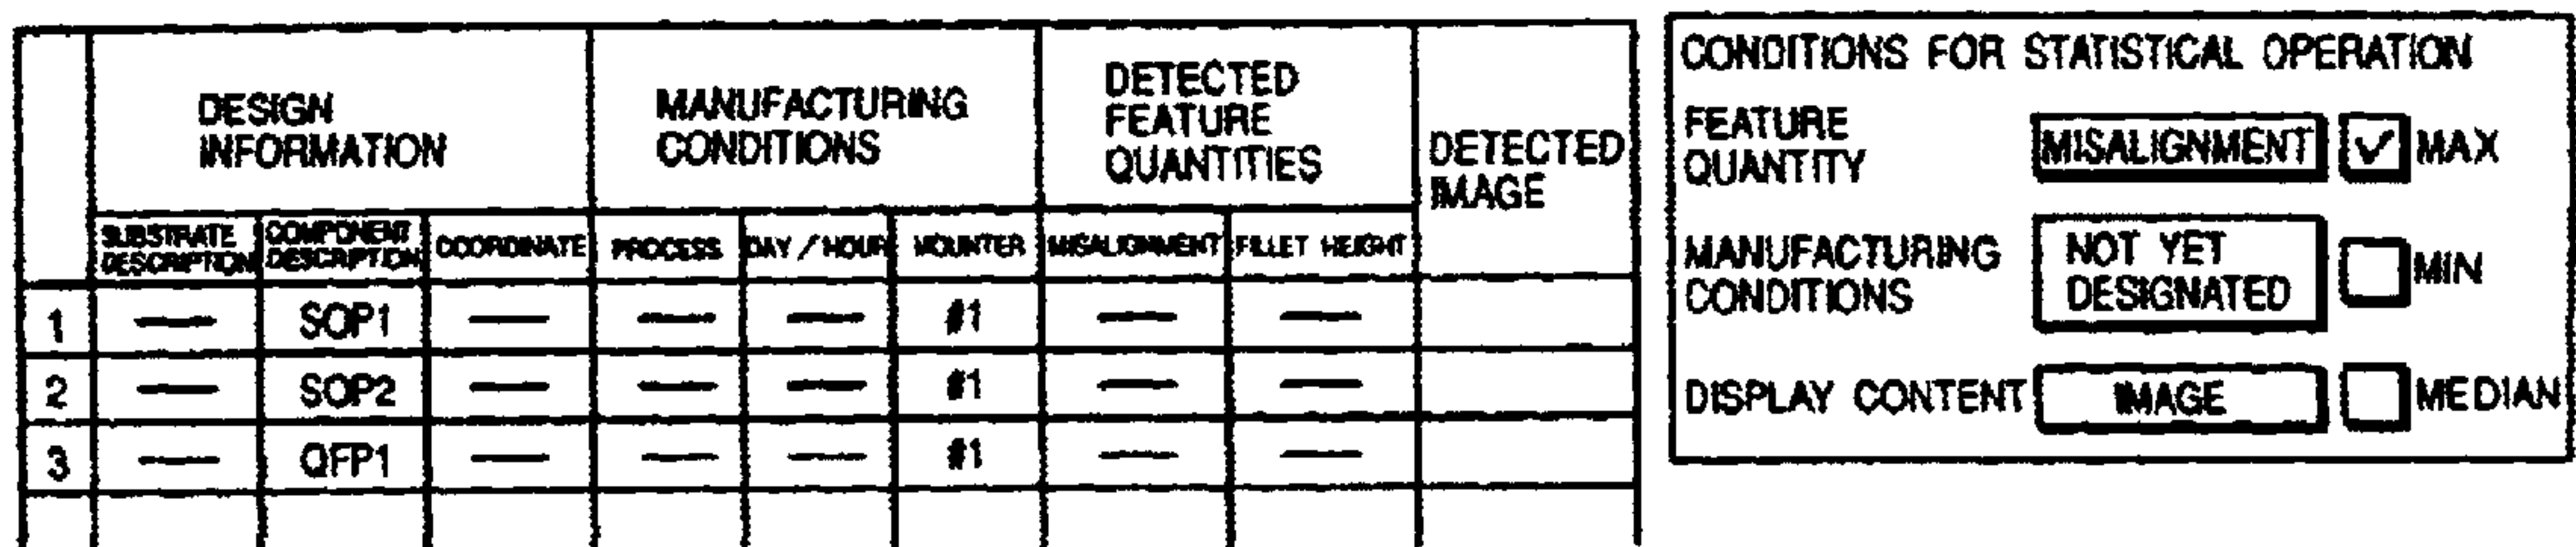 DESIGN
INFORMATION
MANUFACTURING
CONDITIONS
DETECTED
FEATURE
QUANTITIES
DETECTED
IMAGE
SUBSTRATE
DESCRIPTION
COMPONENT
DESCRIPTION
COORDINATE
PROCESS
DAY / HOUR
MOUNTER
MISALIGNMENT
FILLET HEIGHT
1 — SOP1 — — — #1 — —
2 — SOP2 — — — #1 — —
3 — QFP1 — — — #1 — —
CONDITIONS FOR STATISTICAL OPERATION
FEATURE
QUANTITY
MISALIGNMENT
MAX
MANUFACTURING
CONDITIONS
NOT YET
DESIGNATED
MIN
DISPLAY CONTENT
IMAGE
MEDIAN